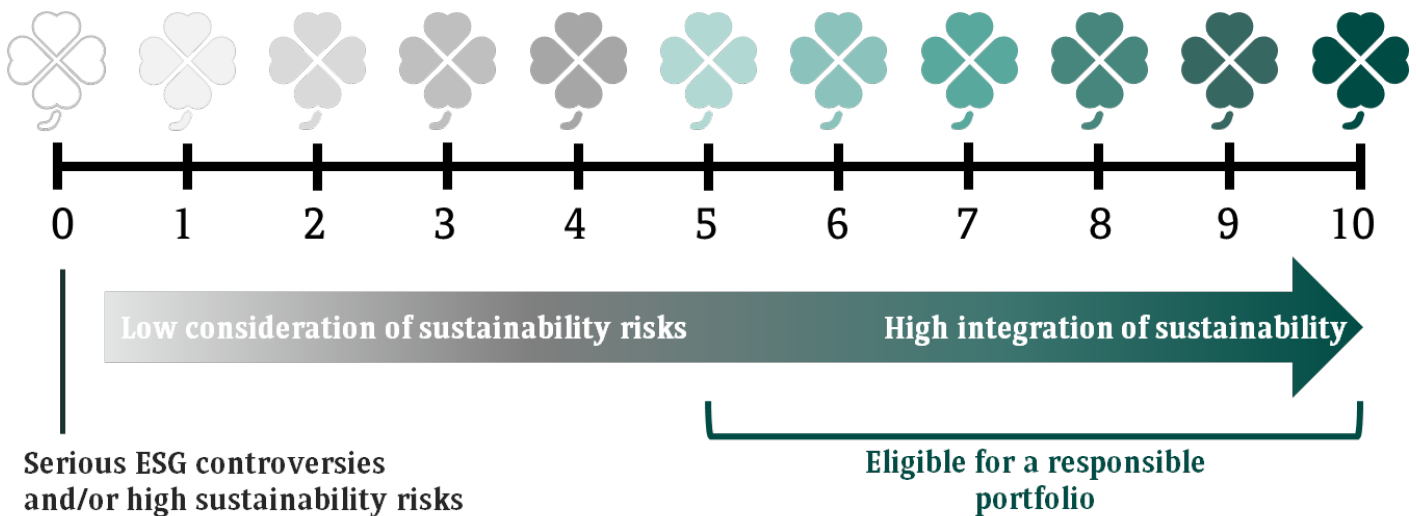 0 1 2 3 4 5 6 7 8 9 10
Low consideration of sustainability risks
High integration of sustainability
Serious ESG controversies
and/or high sustainability risks
Eligible for a responsible
portfolio